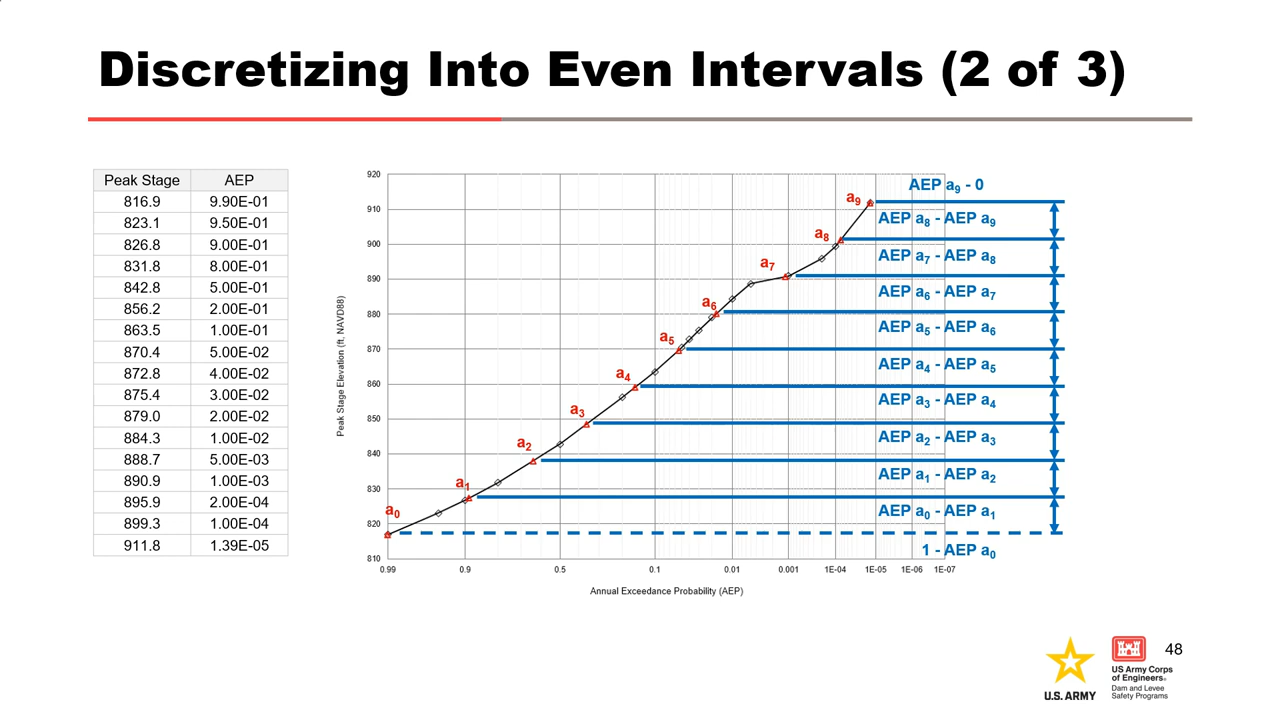 Discretizing Into Even Intervals (2 of 3)
Peak Stage AEP
816.9 9.90E-01
823.1 9.50E-01
826.8 9.00E-01
831.8 8.00E-01
842.8 5.00E-01
856.2 2.00E-01
863.5 1.00E-01
870.4 5.00E-02
872.8 4.00E-02
875.4 3.00E-02
879.0 2.00E-02
884.3 1.00E-02
888.7 5.00E-03
890.9 1.00E-03
895.9 2.00E-04
899.3 1.00E-04
911.8 1.39E-05
Peak Stage Elevation (ft, NAVD88)
920
910
900
890
880
870
860
850
840
830
820
810
a9
a8
a7
a6
a5
a4
a3
a2
a1
a0
AEP a9 - 0
AEP a8 - AEP a9
AEP a7 - AEP a8
AEP a6 - AEP a7
AEP a5 - AEP a6
AEP a4 - AEP a5
AEP a3 - AEP a4
AEP a2 - AEP a3
AEP a1 - AEP a2
AEP a0 - AEP a1
1 - AEP a0
0.99 0.9 0.5 0.1 0.01 0.001 1E-04 1E-05 1E-06 1E-07
Annual Exceedance Probability (AEP)
U.S. ARMY
US Army Corps
of Engineers®
Dam and Levee
Safety Programs
48